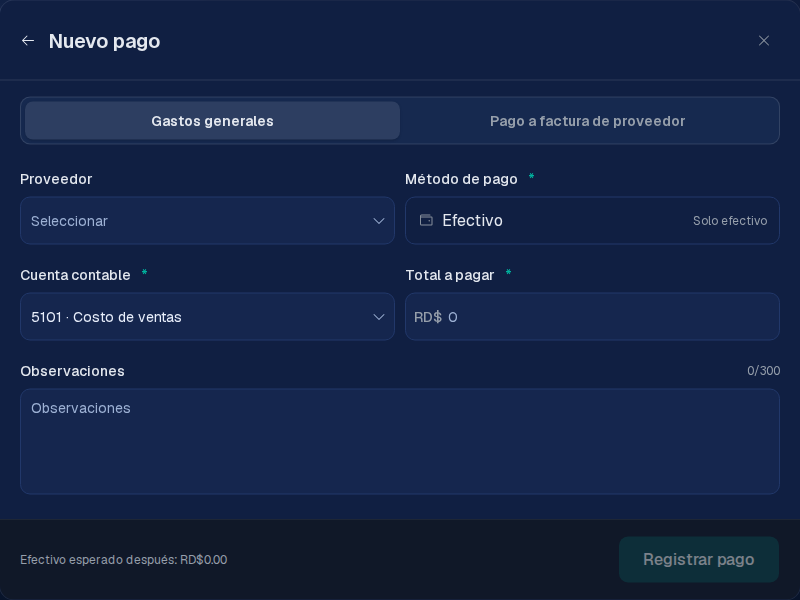 Nuevo pago
Gastos generales
Pago a factura de proveedor
Proveedor
Método de pago *
Seleccionar
Efectivo
Solo efectivo
Cuenta contable *
Total a pagar *
5101 · Costo de ventas
RD$ 0
Observaciones
0/300
Observaciones
Efectivo esperado después: RD$0.00
Registrar pago